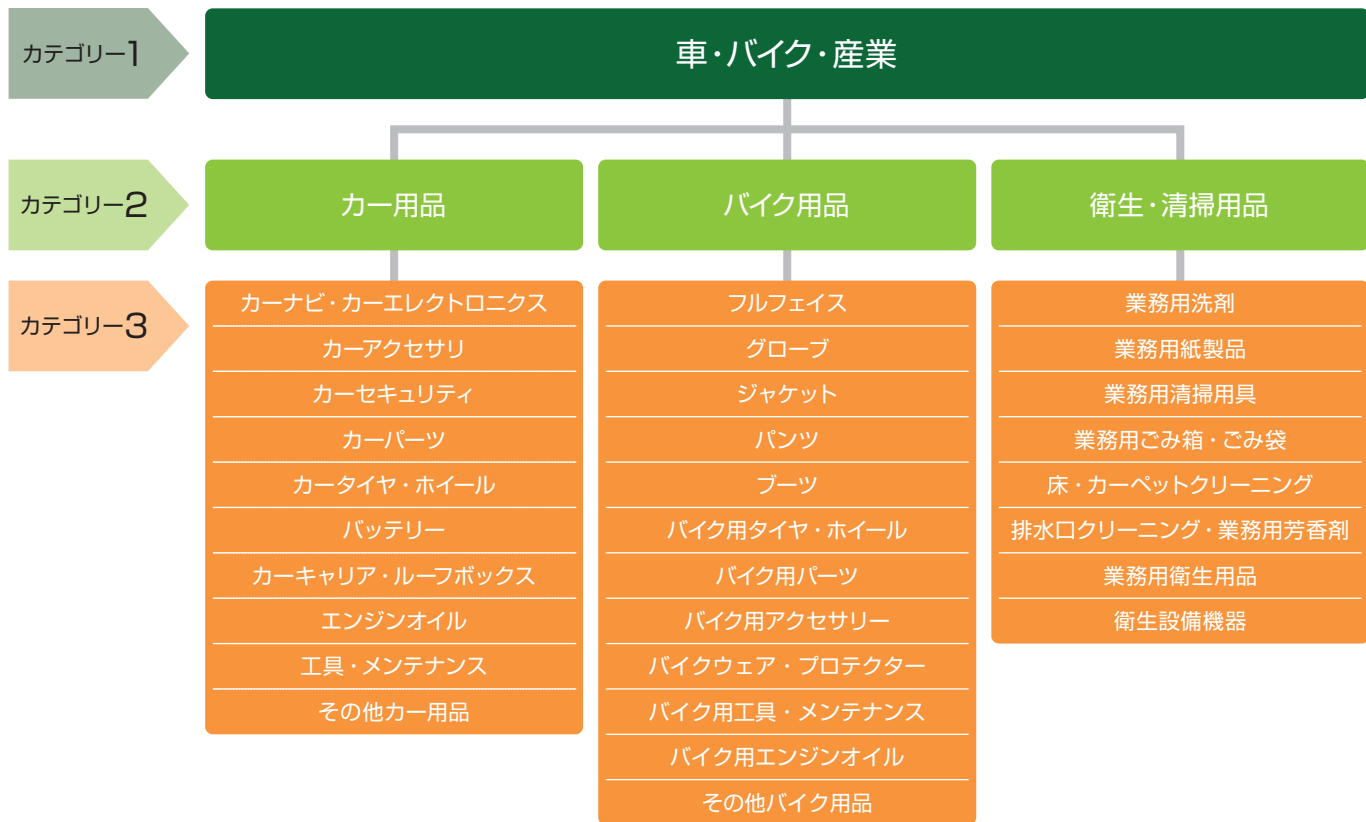 カテゴリー1
車・バイク・産業
カテゴリー2
カー用品
バイク用品
衛生・清掃用品
カテゴリー3
カーナビ・カーエレクトロニクス
カーアクセサリ
カーセキュリティ
カーパーツ
カータイヤ・ホイール
バッテリー
カーキャリア・ルーフボックス
エンジンオイル
工具・メンテナンス
その他カー用品
フルフェイス
グローブ
ジャケット
パンツ
ブーツ
バイク用タイヤ・ホイール
バイク用パーツ
バイク用アクセサリー
バイクウェア・プロテクター
バイク用工具・メンテナンス
バイク用エンジンオイル
その他バイク用品
業務用洗剤
業務用紙製品
業務用清掃用具
業務用ごみ箱・ごみ袋
床・カーペットクリーニング
排水口クリーニング・業務用芳香剤
業務用衛生用品
衛生設備機器